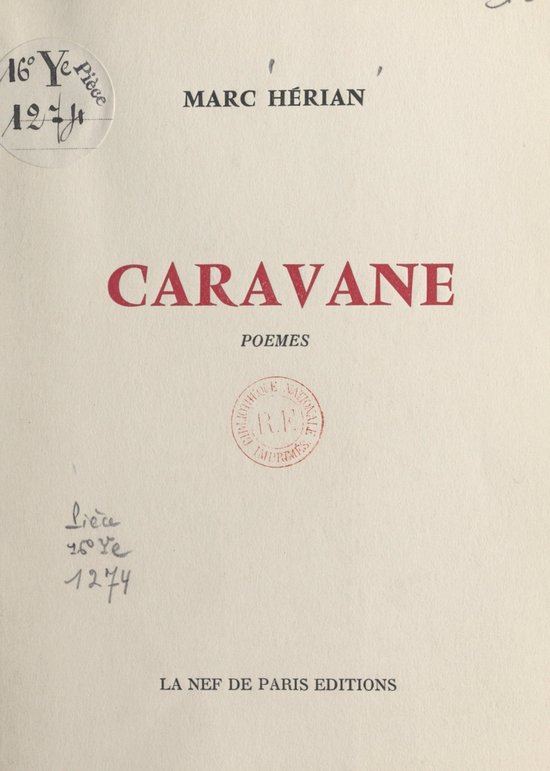 16° Ye Pièce
1274
MARC HÉRIAN
CARAVANE
POEMES
BIBLIOTHÈQUE NATIONALE
R.F.
IMPRIMÉS
Pièce
16° Ye
1274
LA NEF DE PARIS EDITIONS